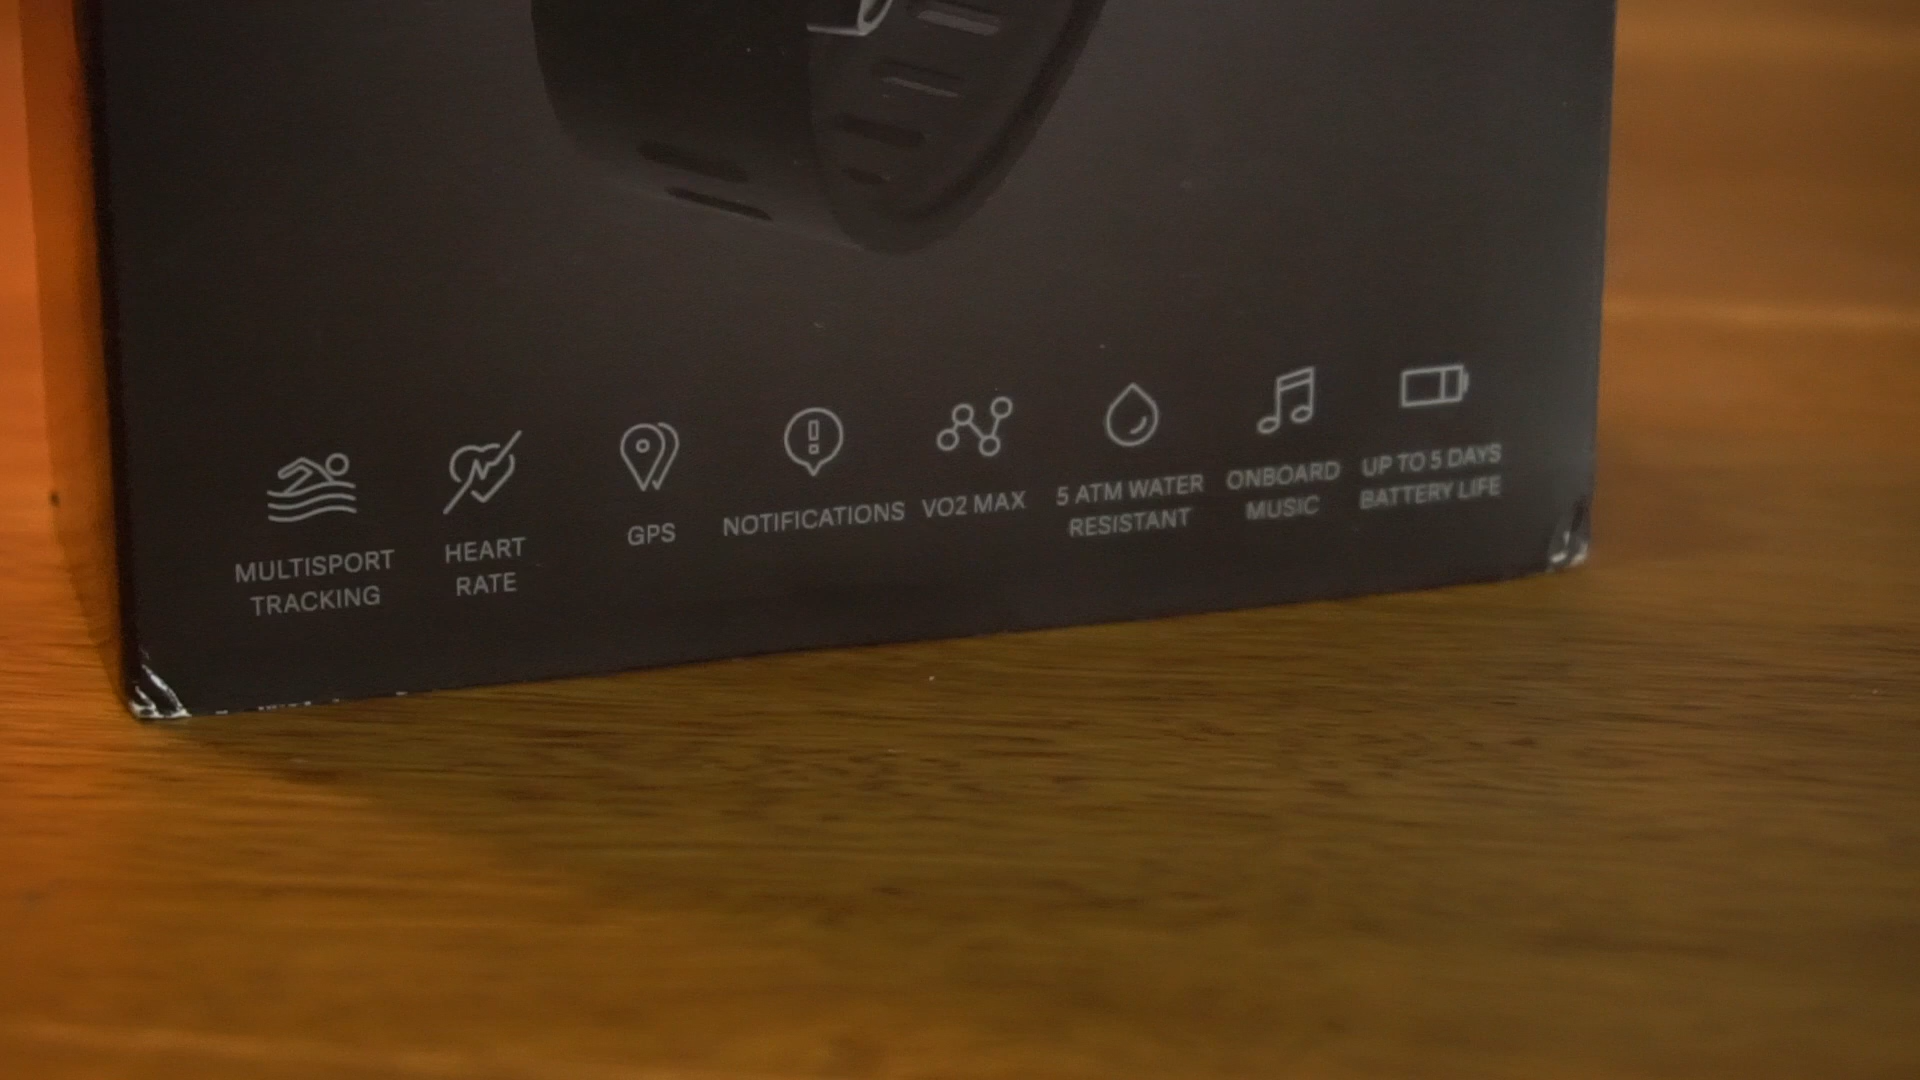 MULTISPORT
TRACKING
HEART
RATE
GPS
NOTIFICATIONS
VO2 MAX
5 ATM WATER
RESISTANT
ONBOARD
MUSIC
UP TO 5 DAYS
BATTERY LIFE